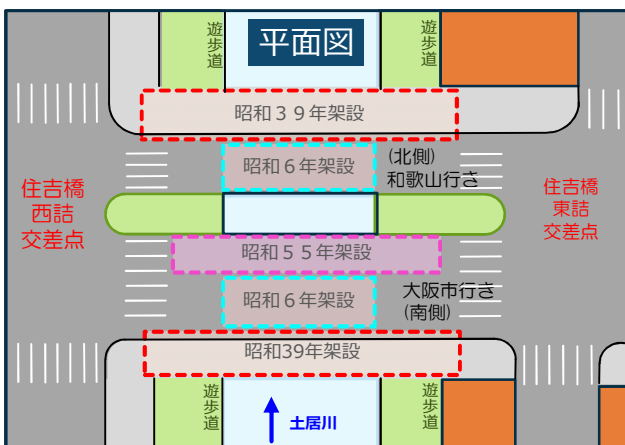 平面図
遊歩道
遊歩道
昭和３９年架設
昭和６年架設
(北側)
和歌山行き
住吉橋
西詰
交差点
住吉橋
東詰
交差点
昭和５５年架設
昭和６年架設
大阪市行き
(南側)
昭和39年架設
遊歩道
遊歩道
土居川